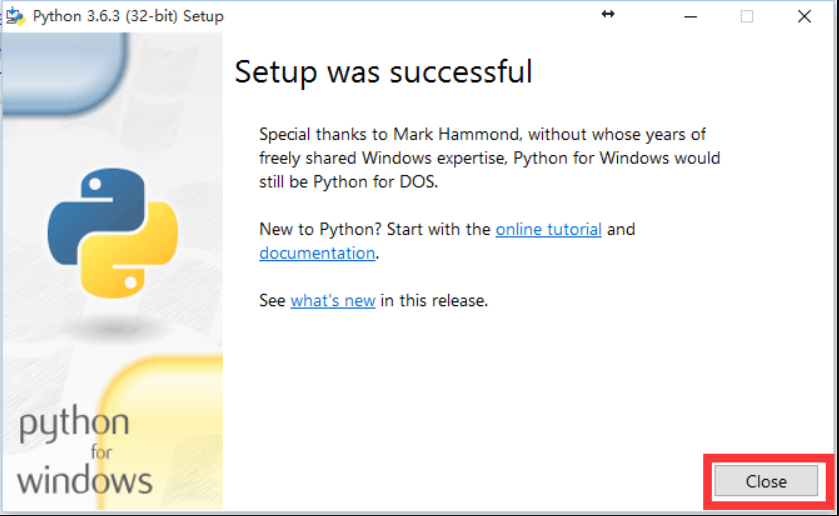 Python 3.6.3 (32-bit) Setup
Setup was successful
Special thanks to Mark Hammond, without whose years of
freely shared Windows expertise, Python for Windows would
still be Python for DOS.
New to Python? Start with the online tutorial and
documentation.
See what's new in this release.
python
for
windows
Close